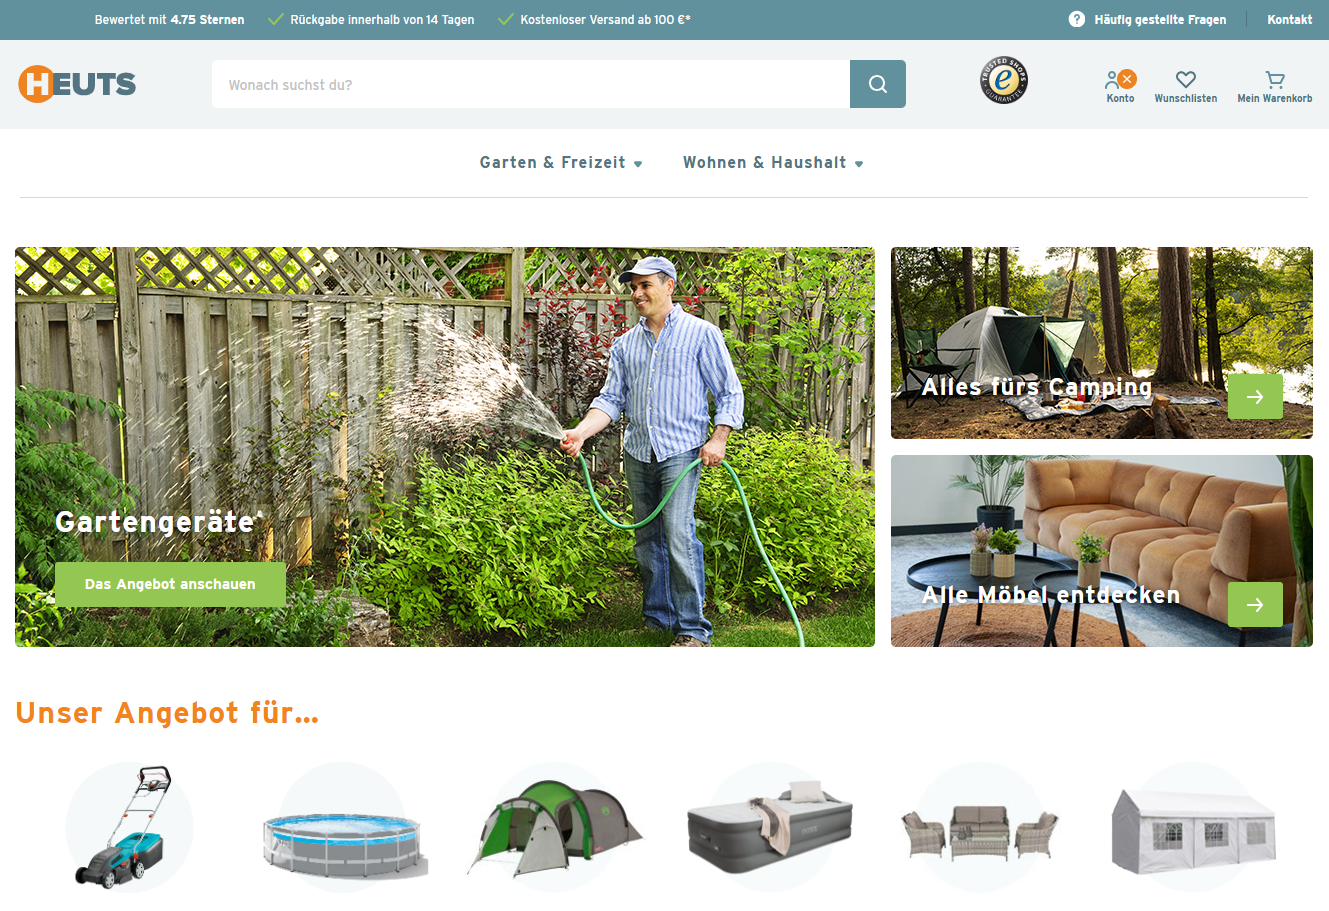 Bewertet mit 4.75 Sternen
Rückgabe innerhalb von 14 Tagen
Kostenloser Versand ab 100 €*
Häufig gestellte Fragen
Kontakt
HEUTS
Wonach suchst du?
TRUSTED SHOPS
e
GUARANTEE
Konto
Wunschlisten
Mein Warenkorb
Garten & Freizeit
Wohnen & Haushalt
Gartengeräte
Das Angebot anschauen
Alles fürs Camping
Alle Möbel entdecken
Unser Angebot für...